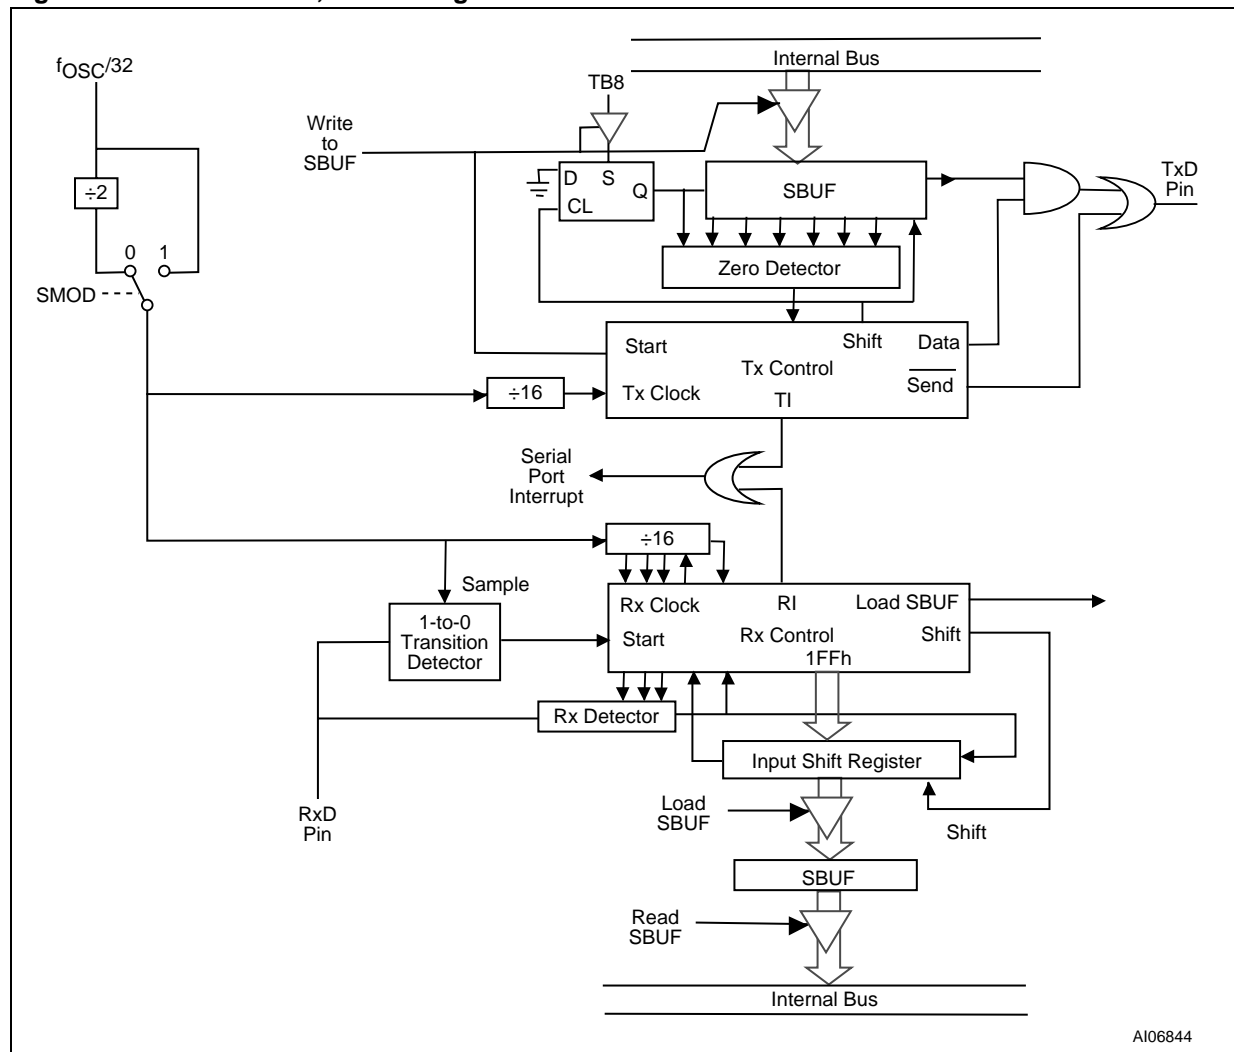 Internal Bus
fOSC/32
TB8
Write
to
SBUF
÷2
D
S
Q
CL
SBUF
TxD
Pin
0
1
Zero Detector
SMOD
Start
Shift
Data
Tx Control
Send
÷16
Tx Clock
TI
Serial
Port
Interrupt
÷16
Sample
Rx Clock
RI
Load SBUF
1-to-0
Transition
Detector
Start
Rx Control
Shift
1FFh
Rx Detector
Input Shift Register
RxD
Pin
Load
SBUF
Shift
SBUF
Read
SBUF
Internal Bus
AI06844